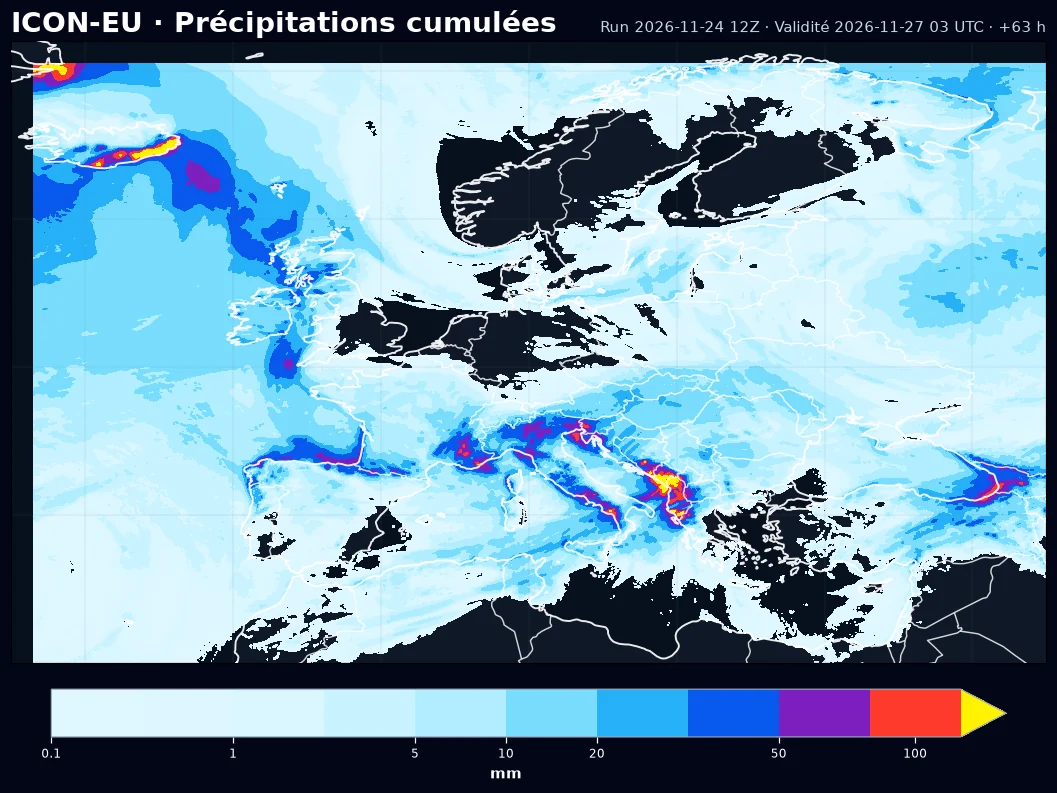 ICON-EU · Précipitations cumulées
Run 2026-11-24 12Z · Validité 2026-11-27 03 UTC · +63 h
0.1 1 5 10 20 50 100
mm